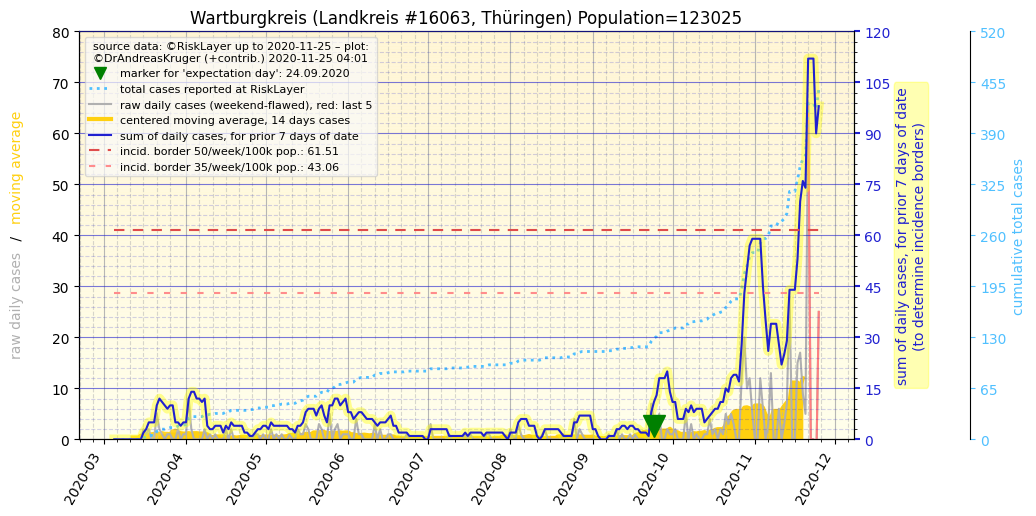 Wartburgkreis (Landkreis #16063, Thüringen) Population=123025
source data: ©RiskLayer up to 2020-11-25 – plot:
©DrAndreasKruger (+contrib.) 2020-11-25 04:01
marker for 'expectation day': 24.09.2020
total cases reported at RiskLayer
raw daily cases (weekend-flawed), red: last 5
centered moving average, 14 days cases
sum of daily cases, for prior 7 days of date
incid. border 50/week/100k pop.: 61.51
incid. border 35/week/100k pop.: 43.06
raw daily cases / moving average
80
70
60
50
40
30
20
10
0
120
105
90
75
60
45
30
15
0
sum of daily cases, for prior 7 days of date
(to determine incidence borders)
520
455
390
325
260
195
130
65
0
cumulative total cases
2020-03
2020-04
2020-05
2020-06
2020-07
2020-08
2020-09
2020-10
2020-11
2020-12